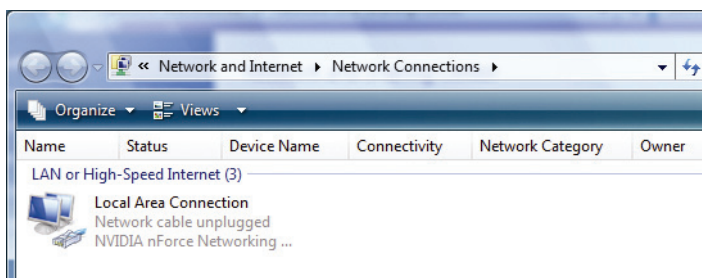 « Network and Internet Network Connections
Organize Views
Name Status Device Name Connectivity Network Category Owner
LAN or High-Speed Internet (3)
Local Area Connection
Network cable unplugged
NVIDIA nForce Networking ...